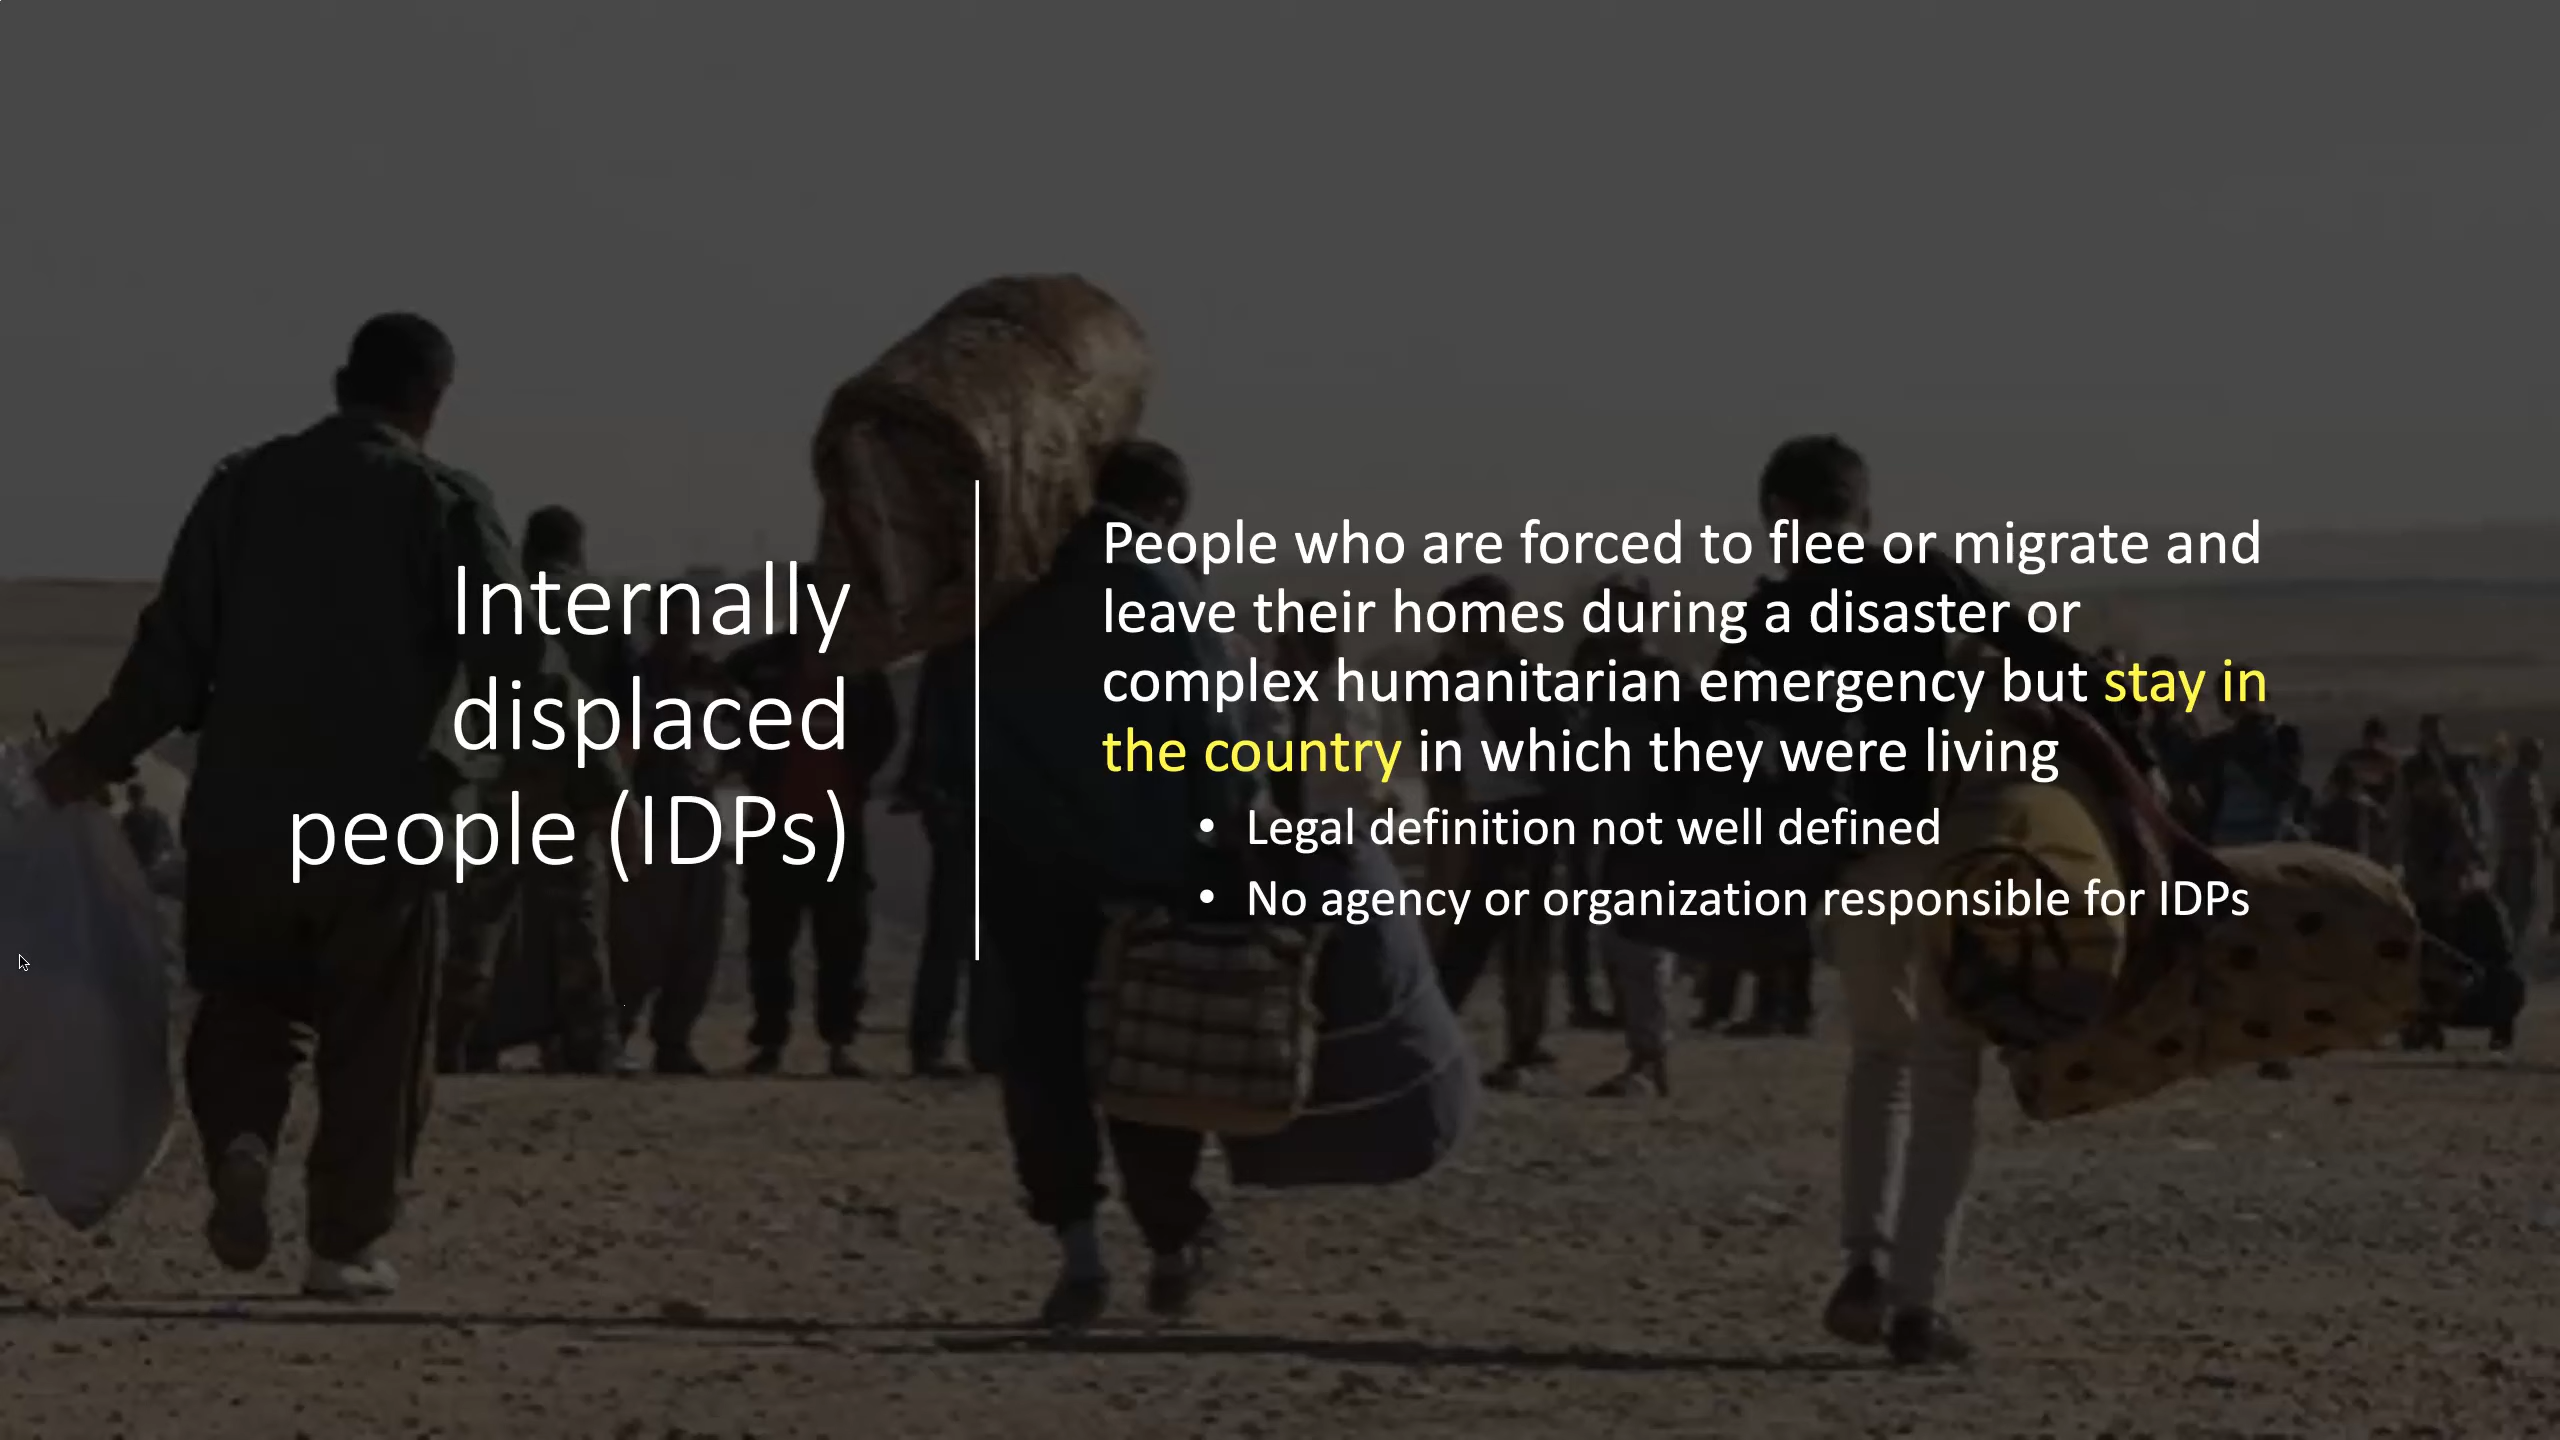 Internally
displaced
people (IDPs)
People who are forced to flee or migrate and
leave their homes during a disaster or
complex humanitarian emergency but stay in
the country in which they were living
• Legal definition not well defined
• No agency or organization responsible for IDPs